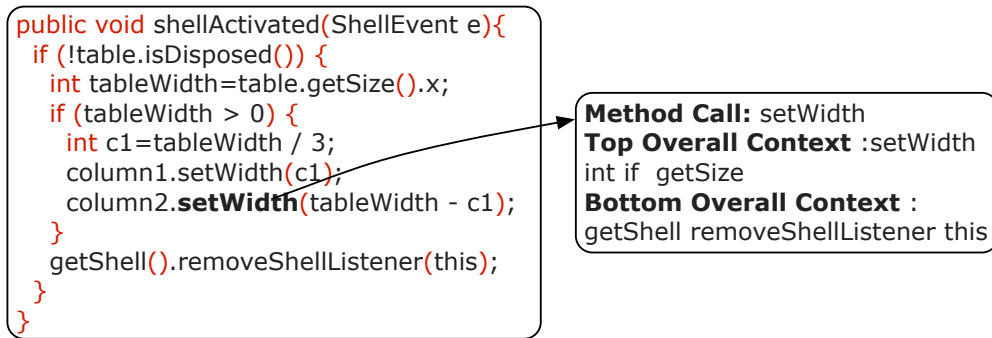 public void shellActivated(ShellEvent e){
if (!table.isDisposed()) {
int tableWidth=table.getSize().x;
if (tableWidth > 0) {
int c1=tableWidth / 3;
column1.setWidth(c1);
column2.setWidth(tableWidth - c1);
}
getShell().removeShellListener(this);
}
}
Method Call: setWidth
Top Overall Context :setWidth
int if getSize
Bottom Overall Context :
getShell removeShellListener this